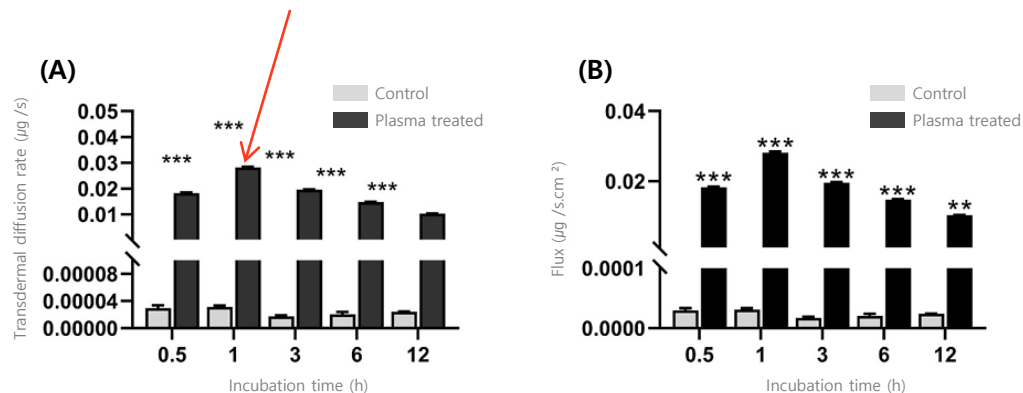 (A)
Control
Plasma treated
Transdermal diffusion rate (µg /s)
0.05
0.04
0.03
0.02
0.01
0.00008
0.00004
0.00000
***
***
***
***
***
0.5 1 3 6 12
Incubation time (h)
(B)
Control
Plasma treated
Flux (µg /s.cm ²)
0.04
0.02
0.0001
0.0000
***
***
***
***
**
0.5 1 3 6 12
Incubation time (h)